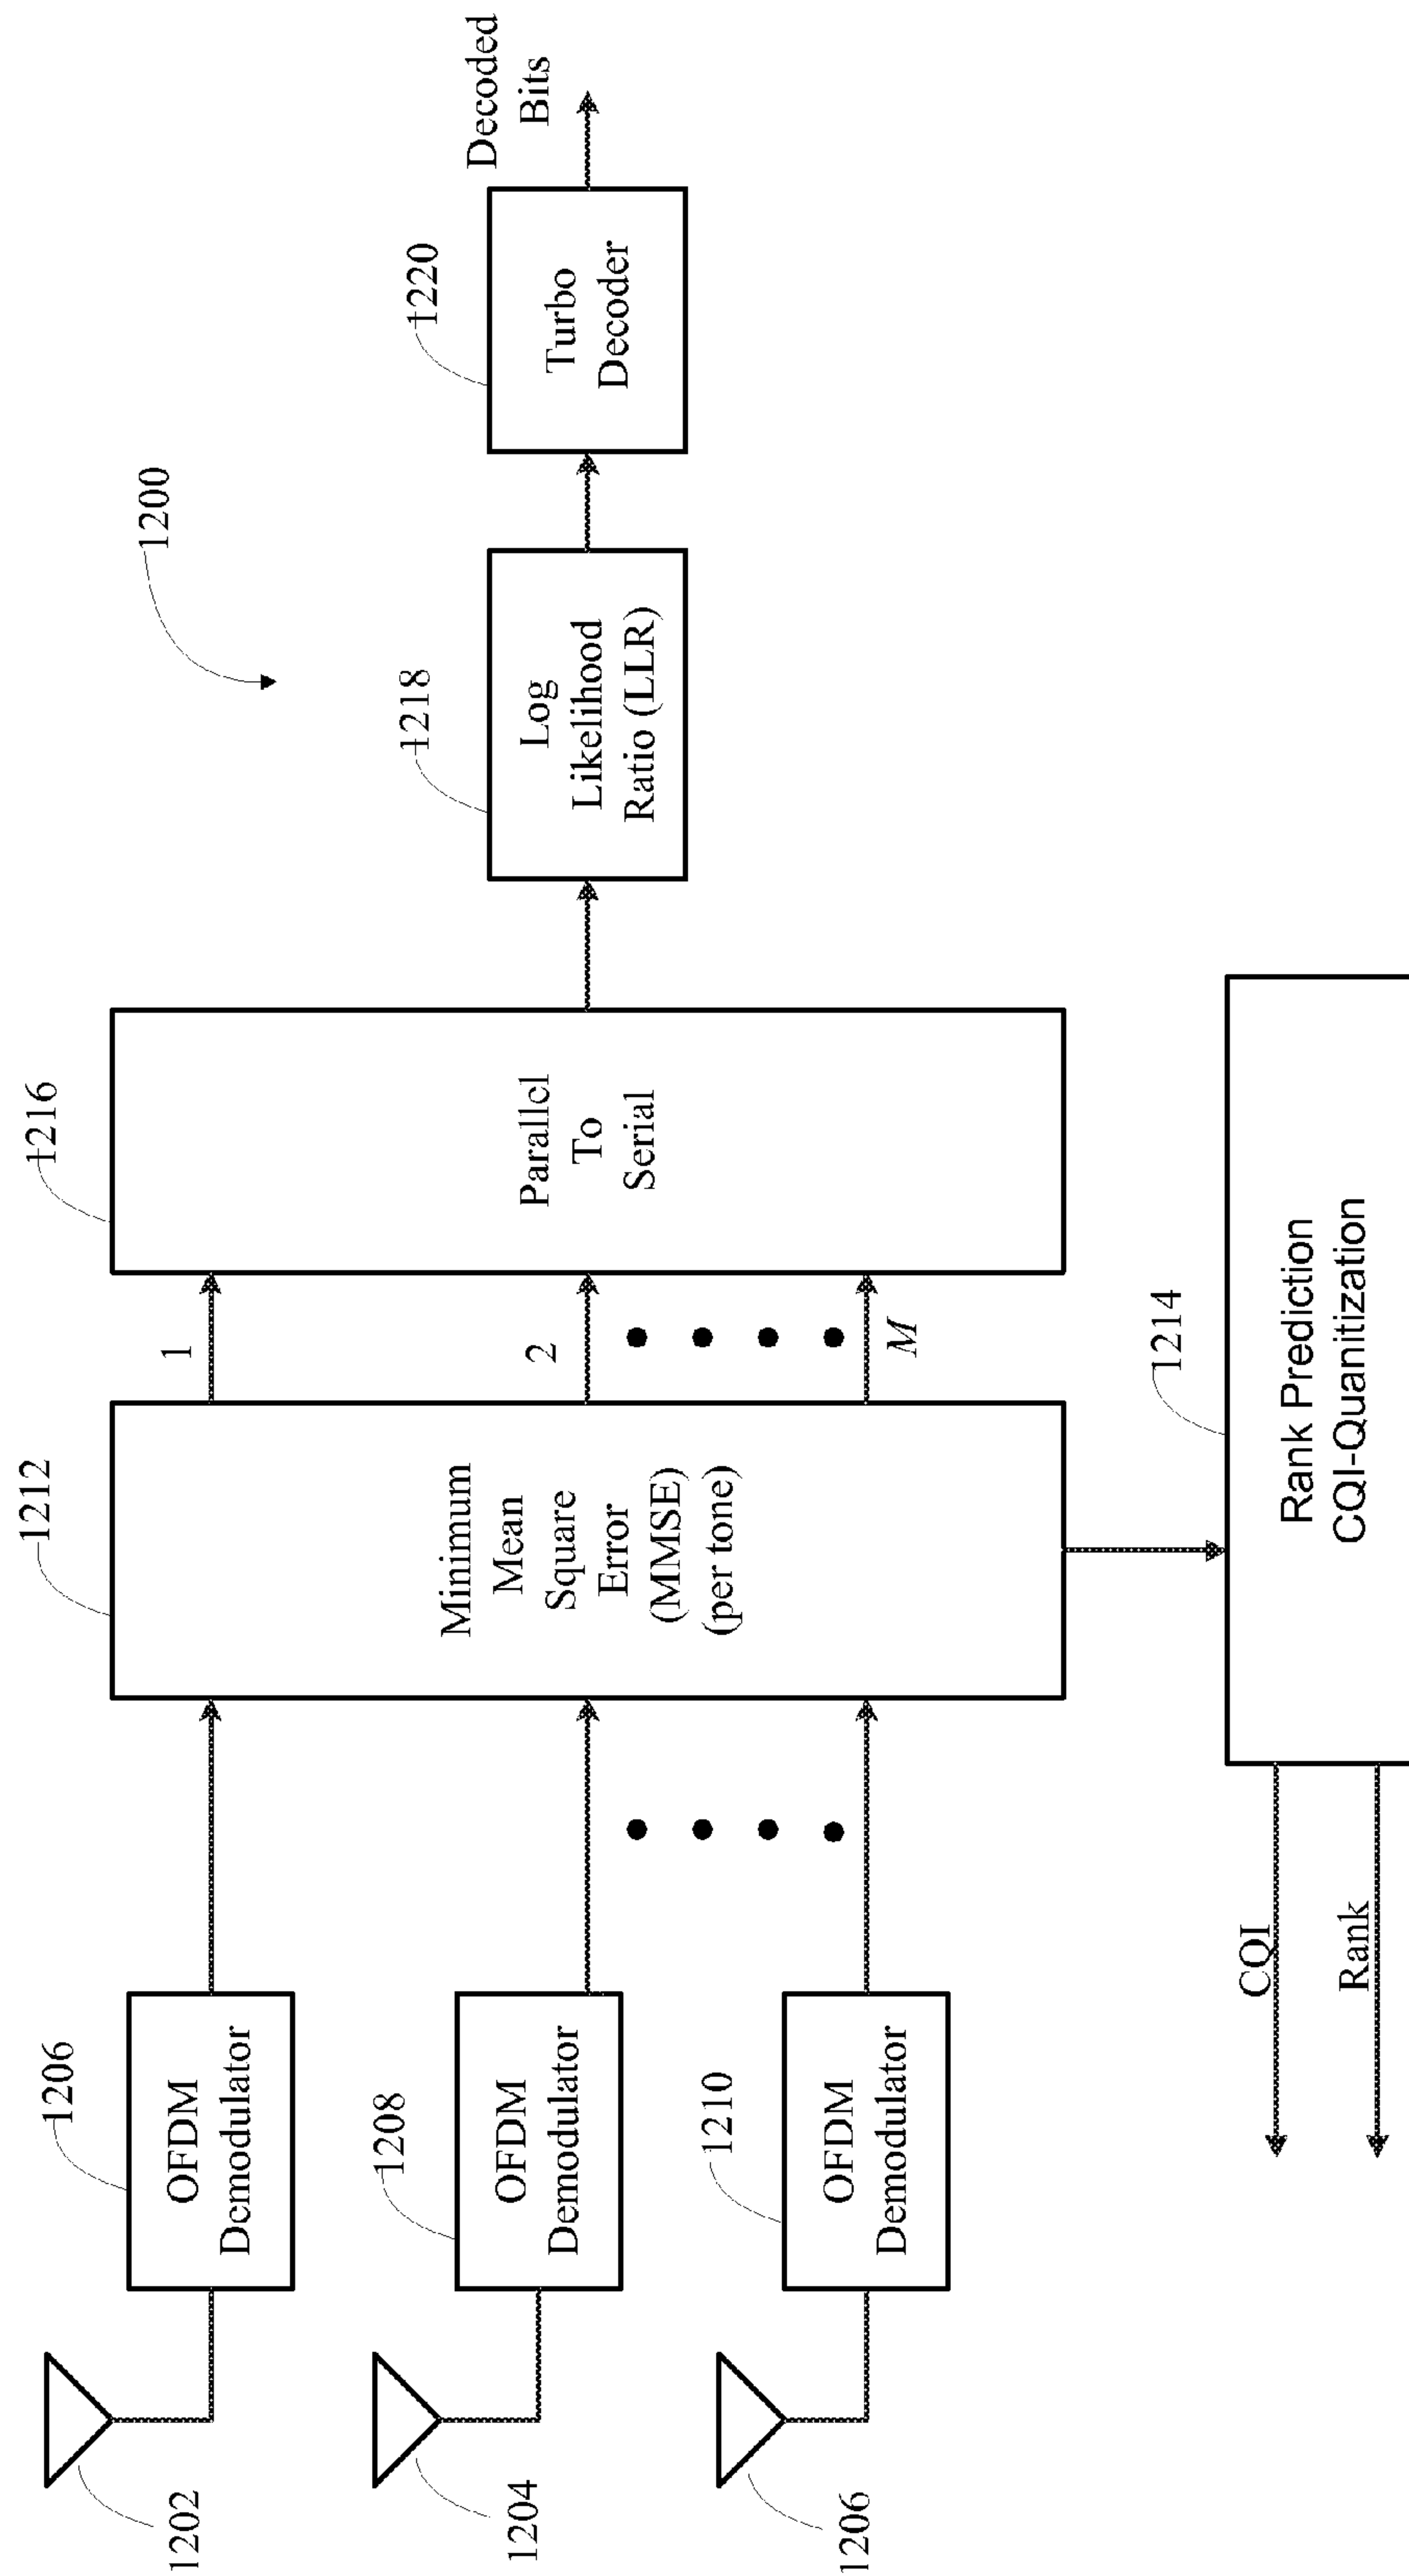 1200
1202
1204
1206
1206
OFDM
Demodulator
1208
OFDM
Demodulator
1210
OFDM
Demodulator
1212
Minimum
Mean
Square
Error
(MMSE)
(per tone)
1
2
M
1216
Parallel
To
Serial
1218
Log
Likelihood
Ratio (LLR)
1220
Turbo
Decoder
Decoded
Bits
1214
Rank Prediction
CQI-Quanitization
CQI
Rank